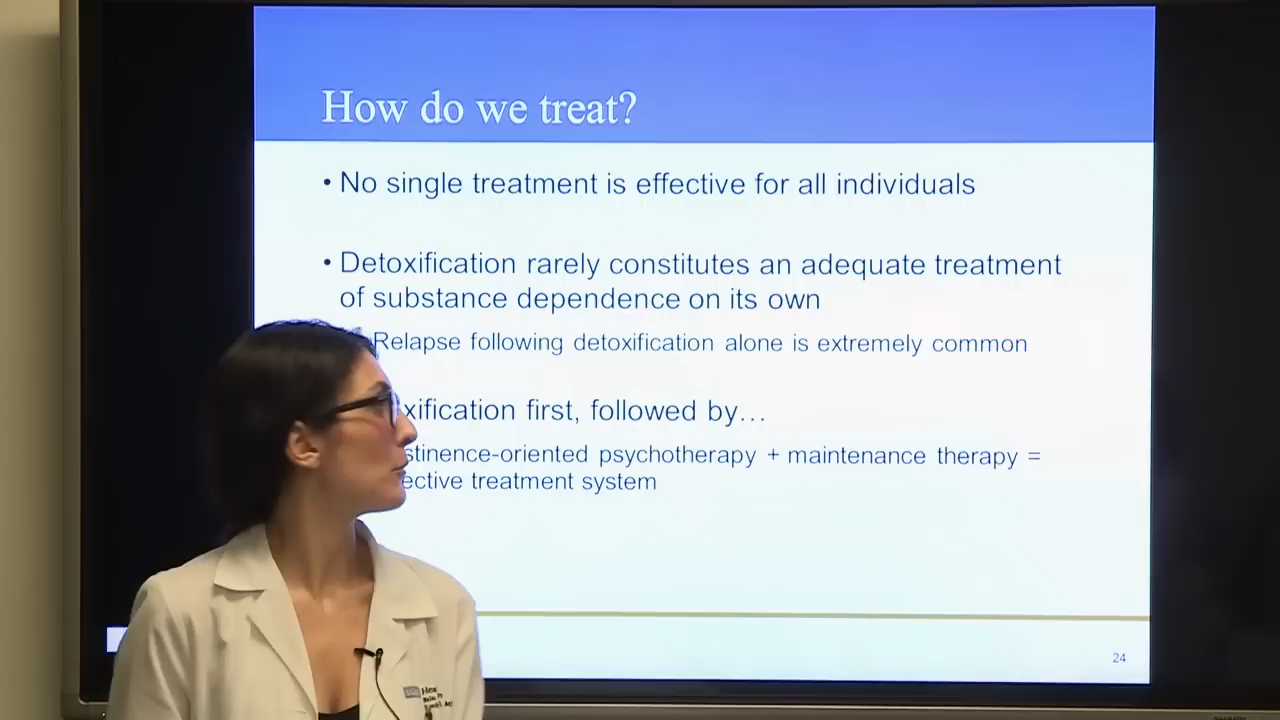 How do we treat?
• No single treatment is effective for all individuals
• Detoxification rarely constitutes an adequate treatment
of substance dependence on its own
Relapse following detoxification alone is extremely common
xification first, followed by…
stinence-oriented psychotherapy + maintenance therapy =
ective treatment system
24